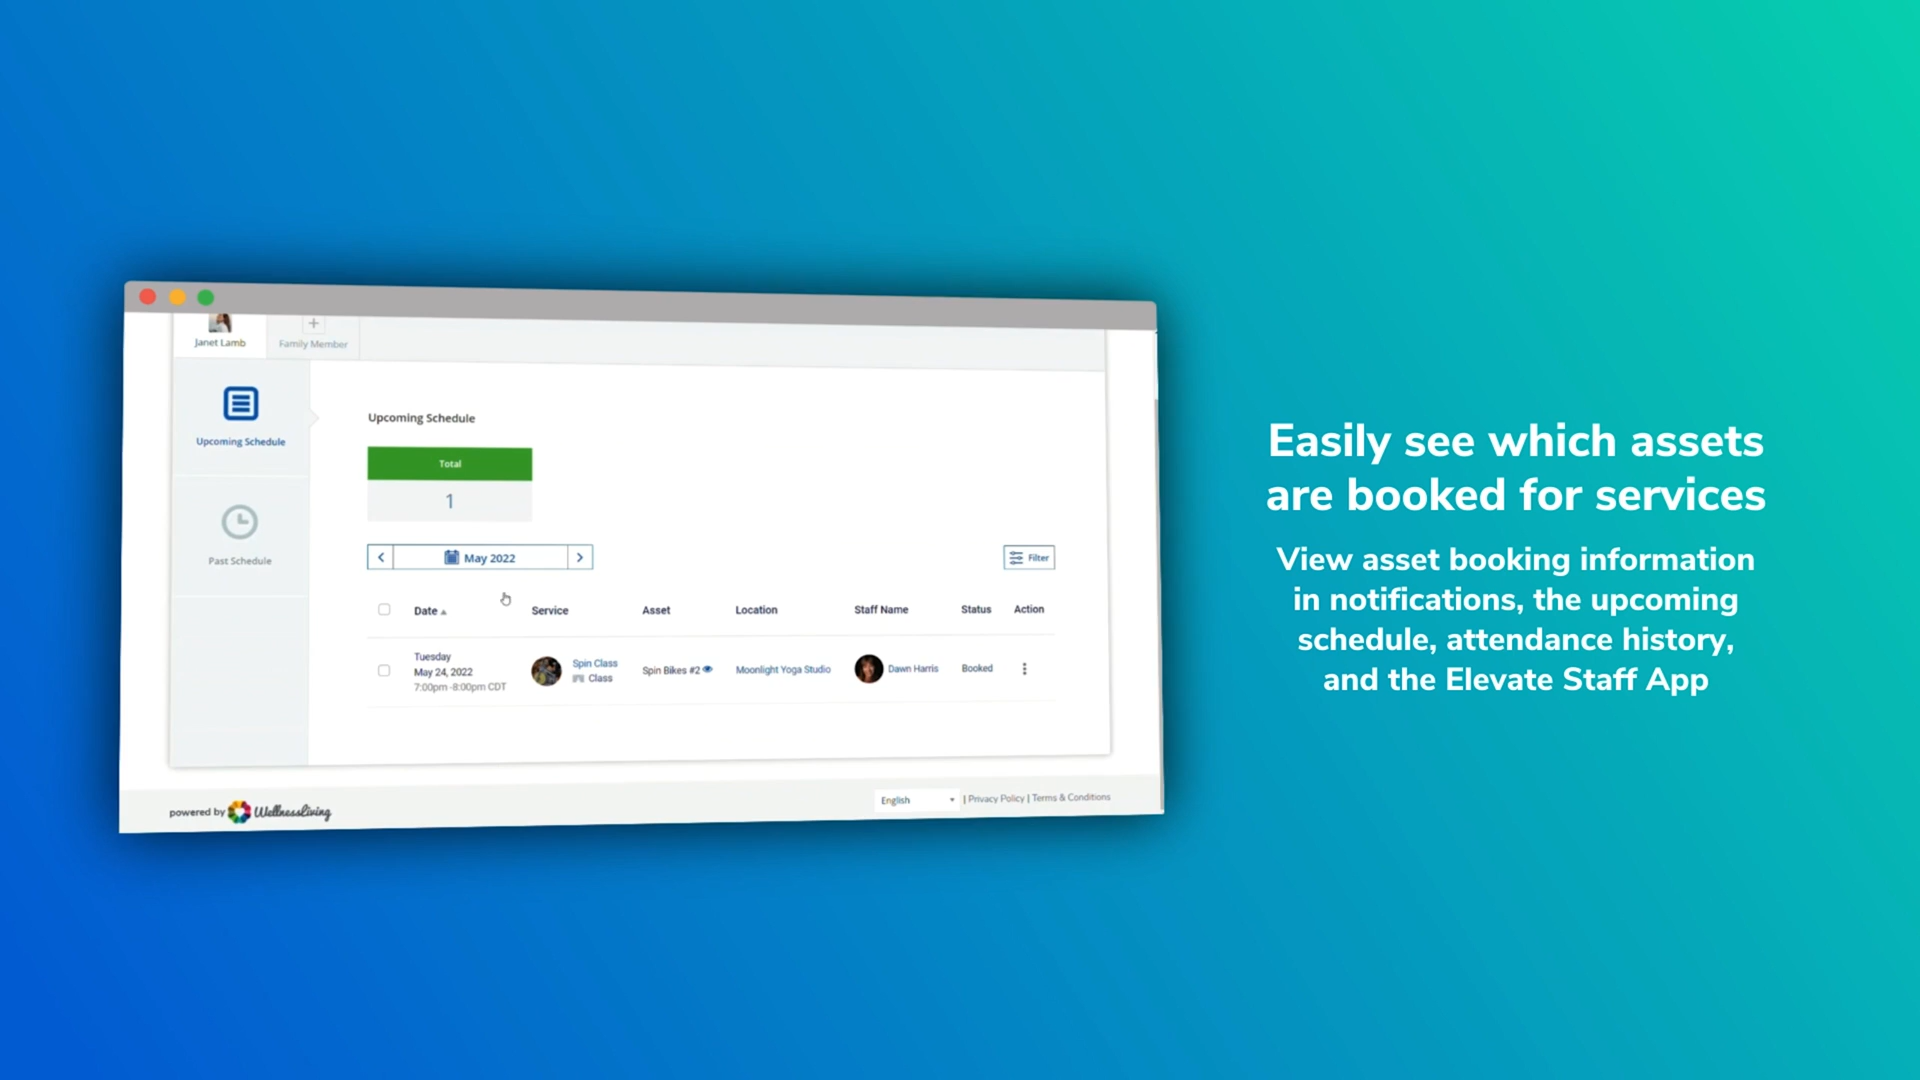 Janet Lamb
Family Member
Upcoming Schedule
Past Schedule
Upcoming Schedule
Total
1
May 2022
Filter
Date Service Asset Location Staff Name Status Action
Tuesday
May 24, 2022
7:00pm-8:00pm CDT
Spin Class
Class
Spin Bikes #2
Moonlight Yoga Studio
Dawn Harris
Booked
powered by WellnessLiving
English | Privacy Policy | Terms & Conditions
Easily see which assets
are booked for services
View asset booking information
in notifications, the upcoming
schedule, attendance history,
and the Elevate Staff App